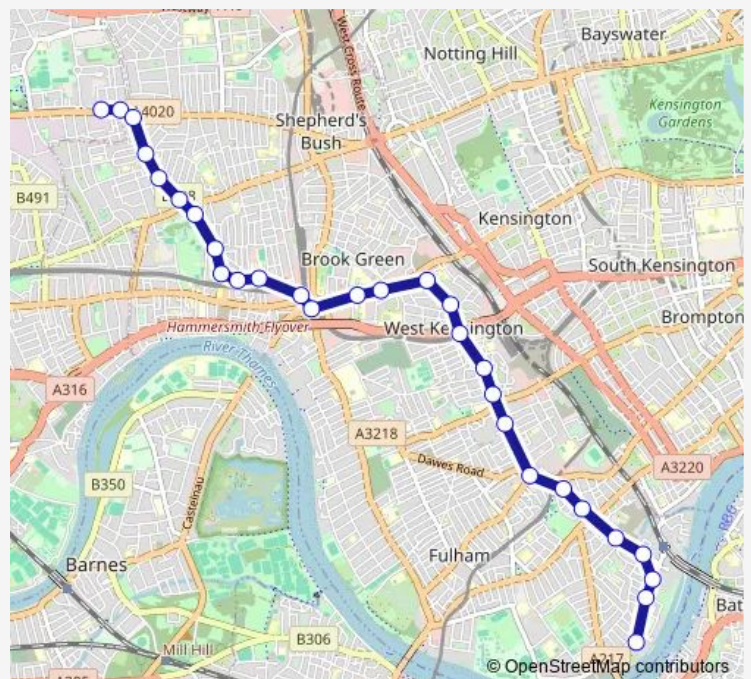 West Cross Route
Bayswater
Notting Hill
Kensington
Gardens
A4020
Shepherd's
Bush
B491
Kensington
Brook Green
South Kensington
Brompton
Hammersmith Flyover
West Kensington
River Thames
A316
A3218
Dawes Road
A3220
B350
Castelnau
Fulham
Barnes
Bat
B306
Mill Hill
A217
A305
© OpenStreetMap contributors